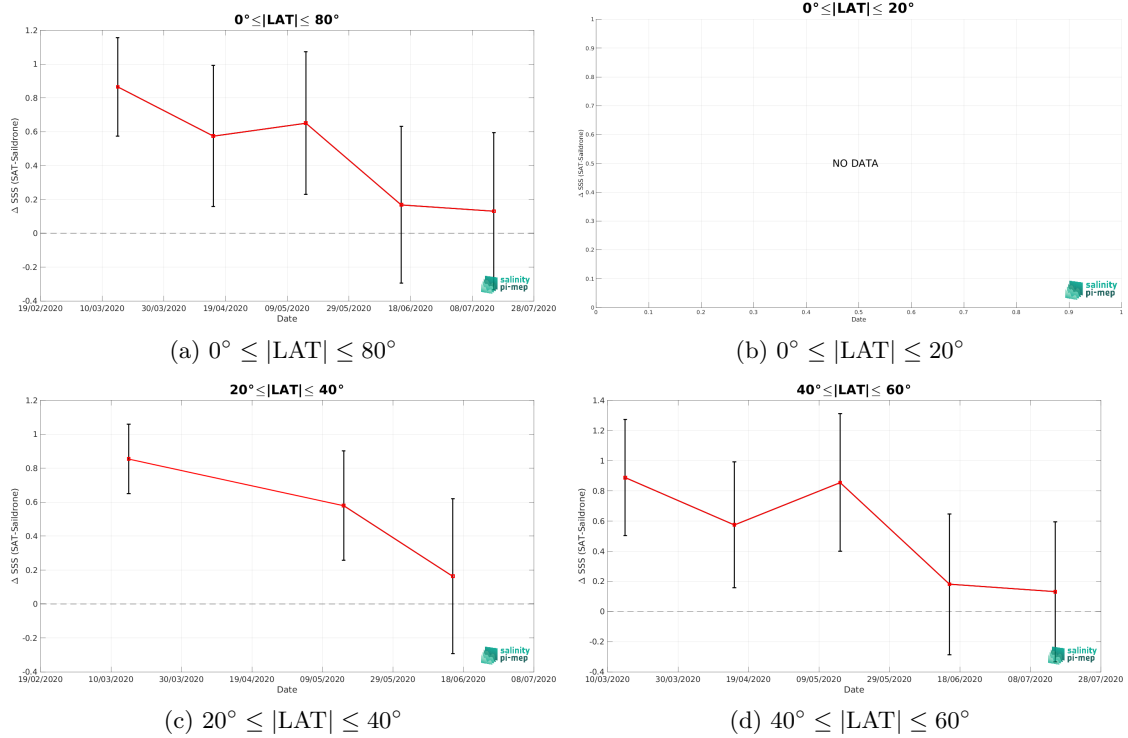 0°≤|LAT|≤ 80°
Δ SSS (SAT-Saildrone)
1.2
1
0.8
0.6
0.4
0.2
0
-0.2
-0.4
19/02/2020 10/03/2020 30/03/2020 19/04/2020 09/05/2020 29/05/2020 18/06/2020 08/07/2020 28/07/2020
Date
salinity
pi-mep
(a) 0° ≤ |LAT| ≤ 80°
0°≤|LAT|≤ 20°
Δ SSS (SAT-Saildrone)
1
0.9
0.8
0.7
0.6
0.5
0.4
0.3
0.2
0.1
0
NO DATA
0 0.1 0.2 0.3 0.4 0.5 0.6 0.7 0.8 0.9 1
Date
salinity
pi-mep
(b) 0° ≤ |LAT| ≤ 20°
20°≤|LAT|≤ 40°
Δ SSS (SAT-Saildrone)
1.2
1
0.8
0.6
0.4
0.2
0
-0.2
-0.4
19/02/2020 10/03/2020 30/03/2020 19/04/2020 09/05/2020 29/05/2020 18/06/2020 08/07/2020
Date
salinity
pi-mep
(c) 20° ≤ |LAT| ≤ 40°
40°≤|LAT|≤ 60°
Δ SSS (SAT-Saildrone)
1.4
1.2
1
0.8
0.6
0.4
0.2
0
-0.2
-0.4
10/03/2020 30/03/2020 19/04/2020 09/05/2020 29/05/2020 18/06/2020 08/07/2020 28/07/2020
Date
salinity
pi-mep
(d) 40° ≤ |LAT| ≤ 60°